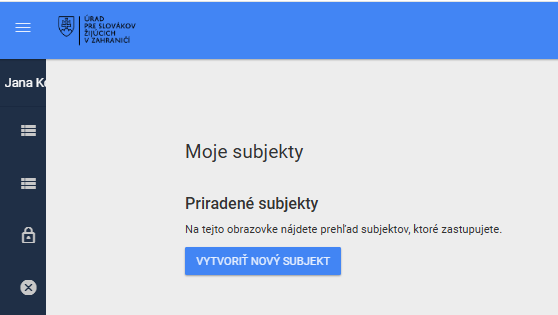 ÚRAD
PRE SLOVÁKOV
ŽIJÚCICH
V ZAHRANIČÍ
Jana
Moje subjekty
Priradené subjekty
Na tejto obrazovke nájdete prehľad subjektov, ktoré zastupujete.
VYTVORIŤ NOVÝ SUBJEKT